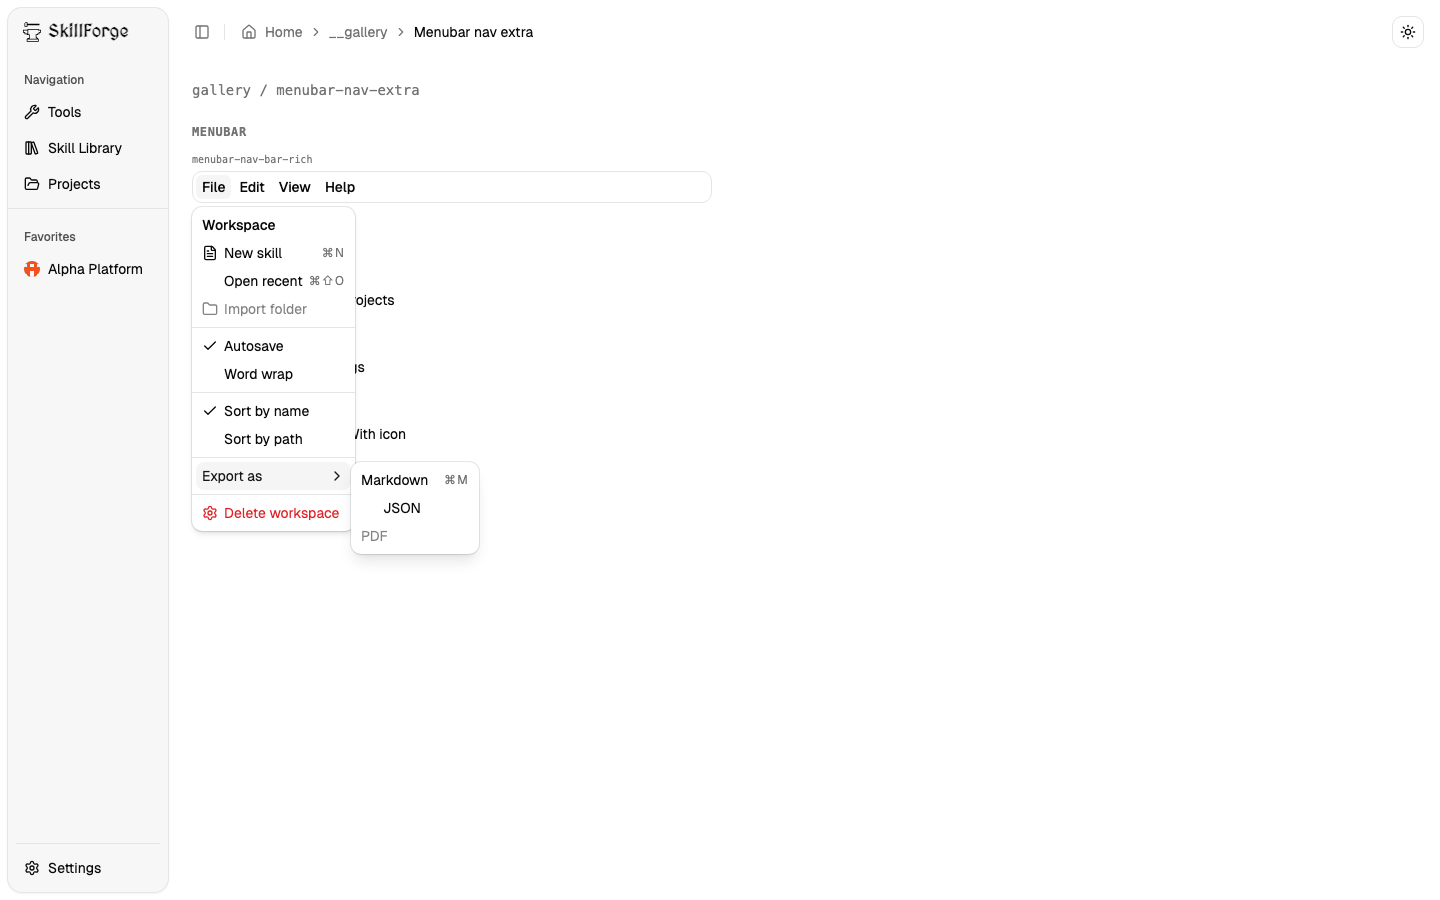 SkillForge
Navigation
Tools
Skill Library
Projects
Favorites
Alpha Platform
Settings
Home
__gallery
Menubar nav extra
gallery / menubar-nav-extra
MENUBAR
menubar-nav-bar-rich
File Edit View Help
Workspace
New skill ⌘N
Open recent ⌘⇧O
Import folder
Autosave
Word wrap
Sort by name
Sort by path
Export as
Delete workspace
Markdown ⌘M
JSON
PDF
icon